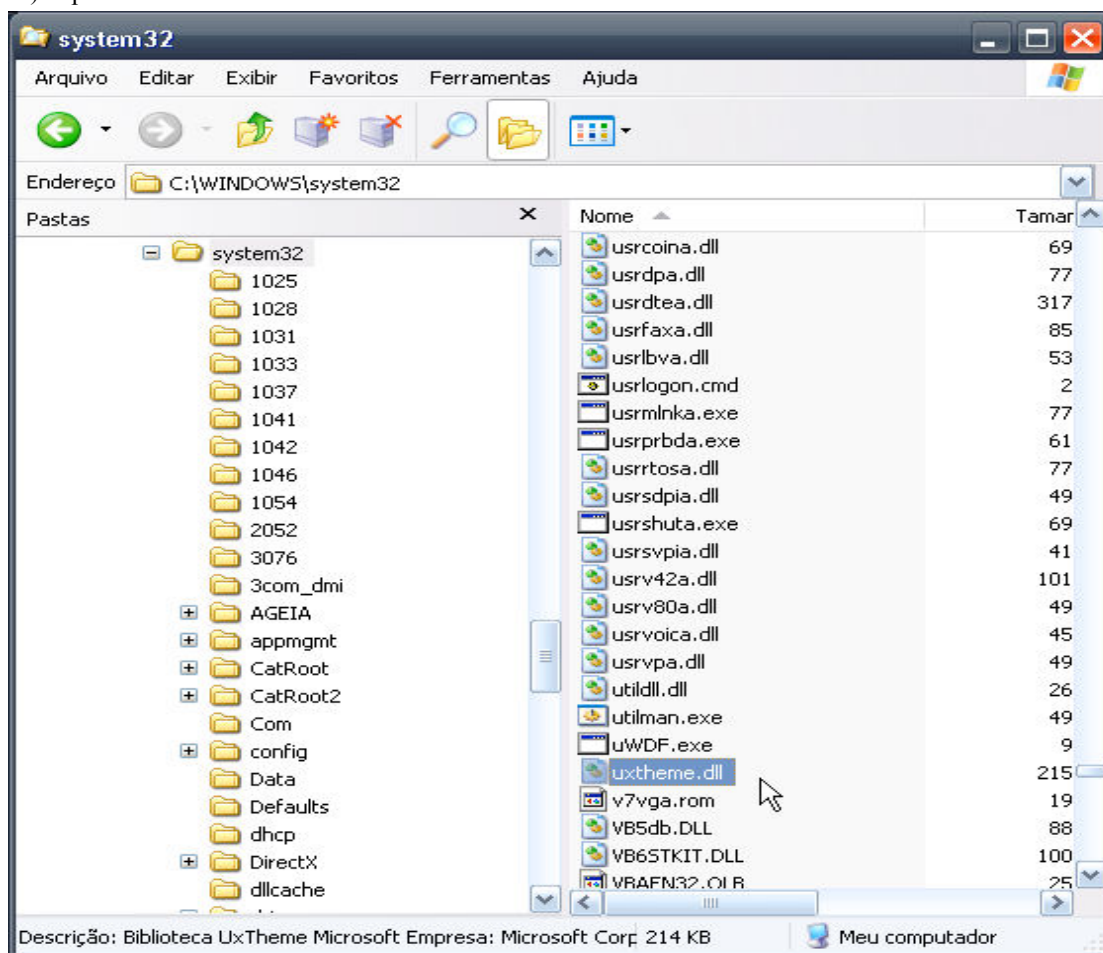 system32
Arquivo Editar Exibir Favoritos Ferramentas Ajuda
Endereço C:\WINDOWS\system32
Pastas
system32
1025
1028
1031
1033
1037
1041
1042
1046
1054
2052
3076
3com_dmi
AGEIA
appmgmt
CatRoot
CatRoot2
Com
config
Data
Defaults
dhcp
DirectX
dllcache
Nome Tamar
usrcoina.dll 69
usrdpa.dll 77
usrdtea.dll 317
usrfaxa.dll 85
usrlbva.dll 53
usrlogon.cmd 2
usrmlnka.exe 77
usrprbda.exe 61
usrrtosa.dll 77
usrsdpia.dll 49
usrshuta.exe 69
usrsvpia.dll 41
usrv42a.dll 101
usrv80a.dll 49
usrvoica.dll 45
usrvpa.dll 49
utildll.dll 26
utilman.exe 49
uWDF.exe 9
uxtheme.dll 215
v7vga.rom 19
VB5db.DLL 88
VB6STKIT.DLL 100
VBAEN32.OLB 25
Descrição: Biblioteca UxTheme Microsoft Empresa: Microsoft Corp 214 KB Meu computador